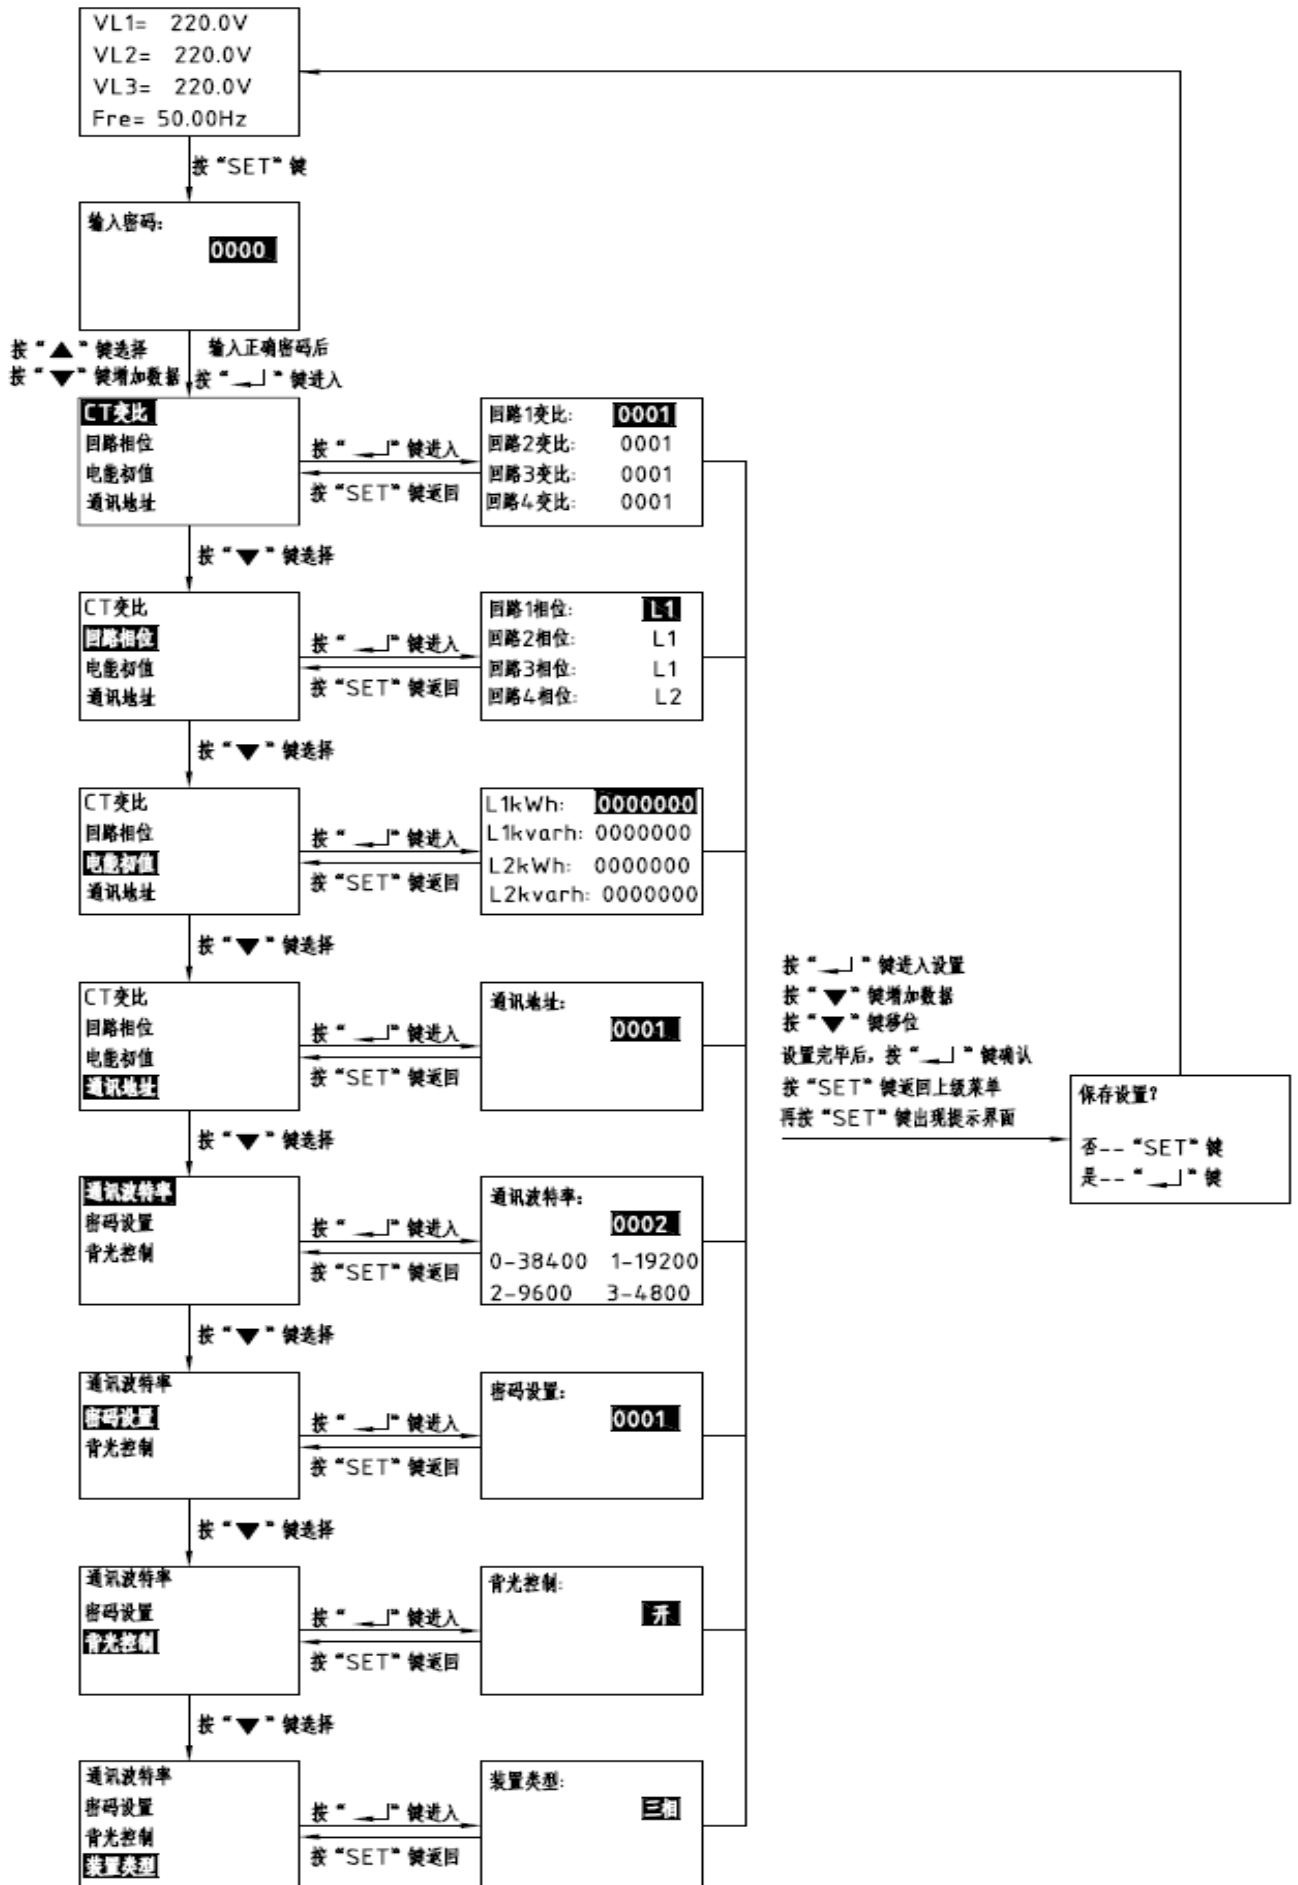 VL1= 220.0V
VL2= 220.0V
VL3= 220.0V
Fre= 50.00Hz
按“SET”键
输入密码:
0000
按“▲”键选择
按“▼”键增加数据
输入正确密码后
按“↵”键进入
CT变比
回路相位
电能初值
通讯地址
按“↵”键进入
按“SET”键返回
回路1变比: 0001
回路2变比: 0001
回路3变比: 0001
回路4变比: 0001
按“▼”键选择
CT变比
回路相位
电能初值
通讯地址
按“↵”键进入
按“SET”键返回
回路1相位: L1
回路2相位: L1
回路3相位: L1
回路4相位: L2
按“▼”键选择
CT变比
回路相位
电能初值
通讯地址
按“↵”键进入
按“SET”键返回
L1kWh: 0000000
L1kvarh: 0000000
L2kWh: 0000000
L2kvarh: 0000000
按“▼”键选择
CT变比
回路相位
电能初值
通讯地址
按“↵”键进入
按“SET”键返回
通讯地址:
0001
按“▼”键选择
通讯波特率
密码设置
背光控制
按“↵”键进入
按“SET”键返回
通讯波特率:
0002
0-38400 1-19200
2-9600 3-4800
按“▼”键选择
通讯波特率
密码设置
背光控制
按“↵”键进入
按“SET”键返回
密码设置:
0001
按“▼”键选择
通讯波特率
密码设置
背光控制
按“↵”键进入
按“SET”键返回
背光控制:
开
按“▼”键选择
通讯波特率
密码设置
背光控制
装置类型
按“↵”键进入
按“SET”键返回
装置类型:
三相
按“↵”键进入设置
按“▼”键增加数据
按“▼”键移位
设置完毕后，按“↵”键确认
按“SET”键返回上级菜单
再按“SET”键出现提示界面
保存设置?
否--“SET”键
是--“↵”键